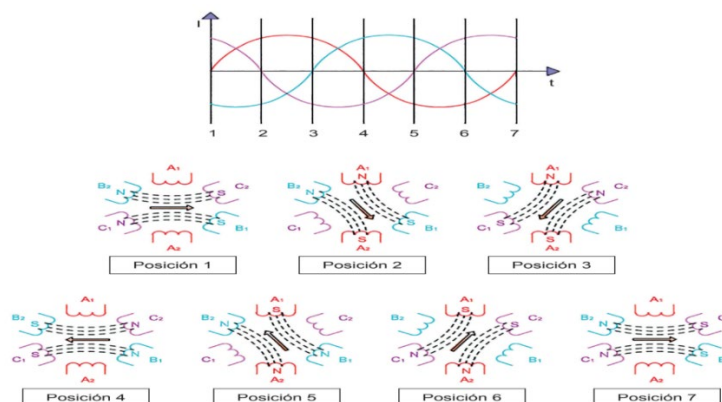 I
t
1 2 3 4 5 6 7
A1 A1 A1
B2 N S C2 B2 N N C2 B2 N N C2
C1 N S B1 C1 S S B1 C1 S S B1
A2 A2 A2
Posición 1 Posición 2 Posición 3
A1 A1 A1 A1
B2 S N C2 B2 N S C2 B2 S S C2 B2 N S C2
C1 S N B1 C1 N N B1 C1 N N B1 C1 N S B1
A2 A2 A2 A2
Posición 4 Posición 5 Posición 6 Posición 7